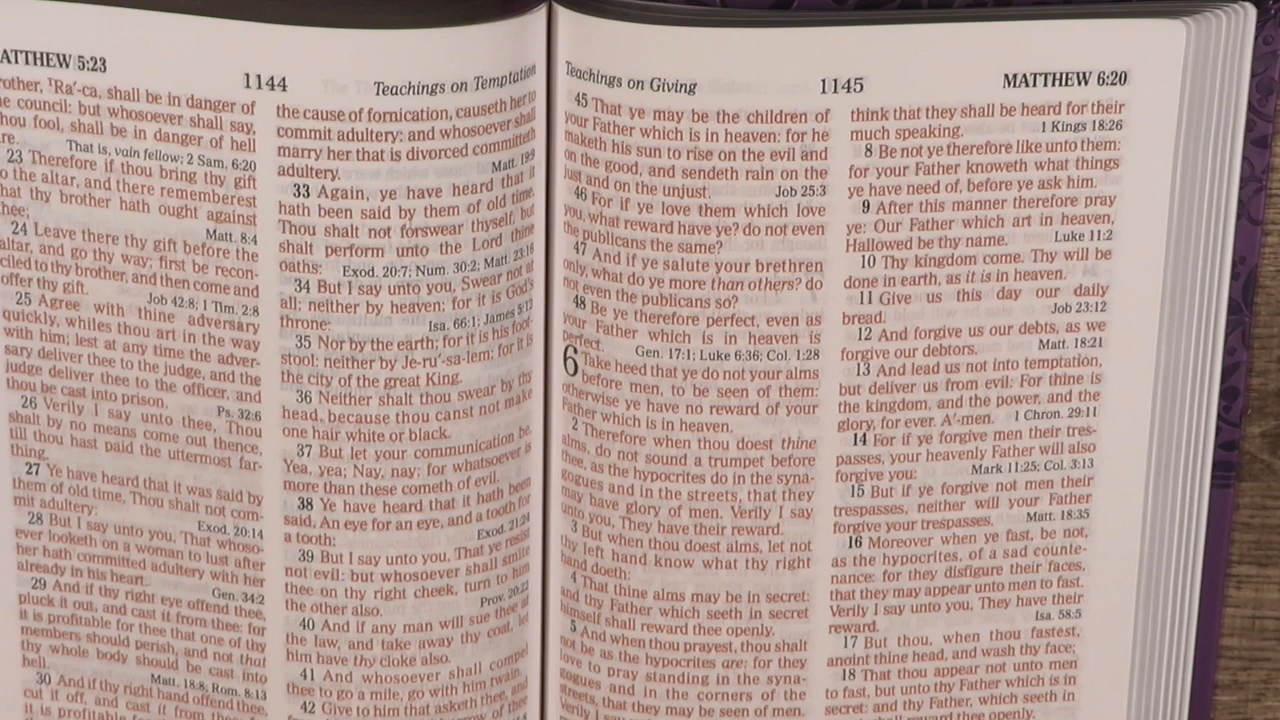 ATTHEW 5:23
1144
Teachings on Temptation
rother, ¹Ra′-ca, shall be in danger of
e council: but whosoever shall say,
hou fool, shall be in danger of hell
re.
That is, vain fellow; 2 Sam. 6:20
23 Therefore if thou bring thy gift
o the altar, and there rememberest
hat thy brother hath ought against
hee;
Matt. 8:4
24 Leave there thy gift before the
altar, and go thy way; first be recon-
ciled to thy brother, and then come and
offer thy gift.
Job 42:8; 1 Tim. 2:8
25 Agree with thine adversary
quickly, whiles thou art in the way
with him; lest at any time the adver-
sary deliver thee to the judge, and the
judge deliver thee to the officer, and
thou be cast into prison.
Ps. 32:6
26 Verily I say unto thee, Thou
shalt by no means come out thence,
till thou hast paid the uttermost far-
thing.
27 Ye have heard that it was said by
them of old time, Thou shalt not com-
mit adultery:
Exod. 20:14
28 But I say unto you, That whoso-
ever looketh on a woman to lust after
her hath committed adultery with her
already in his heart.
Gen. 34:2
29 And if thy right eye offend thee,
pluck it out, and cast it from thee: for
it is profitable for thee that one of thy
members should perish, and not that
thy whole body should be cast into
hell.
Matt. 18:8; Rom. 8:13
30 And if thy right hand offend thee,
cut it off, and cast it from thee: for
it is profitable
the cause of fornication, causeth her to
commit adultery: and whosoever shall
marry her that is divorced committeth
adultery.
Matt. 19:9
33 Again, ye have heard that it
hath been said by them of old time,
Thou shalt not forswear thyself, but
shalt perform unto the Lord thine
oaths:
Exod. 20:7; Num. 30:2; Matt. 23:16
34 But I say unto you, Swear not at
all; neither by heaven; for it is God's
throne:
Isa. 66:1; James 5:12
35 Nor by the earth; for it is his foot-
stool: neither by Je-ru′-sa-lem; for it is
the city of the great King.
36 Neither shalt thou swear by thy
head, because thou canst not make
one hair white or black.
37 But let your communication be,
Yea, yea; Nay, nay: for whatsoever is
more than these cometh of evil.
38 Ye have heard that it hath been
said, An eye for an eye, and a tooth for
a tooth:
Exod. 21:24
39 But I say unto you, That ye resist
not evil: but whosoever shall smite
thee on thy right cheek, turn to him
the other also.
Prov. 20:22
40 And if any man will sue thee at
the law, and take away thy coat, let
him have thy cloke also.
41 And whosoever shall compel
thee to go a mile, go with him twain.
42 Give to him that asketh thee, and
Teachings on Giving
1145
MATTHEW 6:20
45 That ye may be the children of
your Father which is in heaven: for he
maketh his sun to rise on the evil and
on the good, and sendeth rain on the
just and on the unjust.
Job 25:3
46 For if ye love them which love
you, what reward have ye? do not even
the publicans the same?
47 And if ye salute your brethren
only, what do ye more than others? do
not even the publicans so?
48 Be ye therefore perfect, even as
your Father which is in heaven is
perfect.
Gen. 17:1; Luke 6:36; Col. 1:28
6 Take heed that ye do not your alms
before men, to be seen of them:
otherwise ye have no reward of your
Father which is in heaven.
2 Therefore when thou doest thine
alms, do not sound a trumpet before
thee, as the hypocrites do in the syna-
gogues and in the streets, that they
may have glory of men. Verily I say
unto you, They have their reward.
3 But when thou doest alms, let not
thy left hand know what thy right
hand doeth:
4 That thine alms may be in secret:
and thy Father which seeth in secret
himself shall reward thee openly.
5 And when thou prayest, thou shalt
not be as the hypocrites are: for they
love to pray standing in the syna-
gogues and in the corners of the
streets, that they may be seen of men.
Verily I say
think that they shall be heard for their
much speaking.
1 Kings 18:26
8 Be not ye therefore like unto them:
for your Father knoweth what things
ye have need of, before ye ask him.
9 After this manner therefore pray
ye: Our Father which art in heaven,
Hallowed be thy name.
Luke 11:2
10 Thy kingdom come. Thy will be
done in earth, as it is in heaven.
11 Give us this day our daily
bread.
Job 23:12
12 And forgive us our debts, as we
forgive our debtors.
Matt. 18:21
13 And lead us not into temptation,
but deliver us from evil: For thine is
the kingdom, and the power, and the
glory, for ever. A′-men.
1 Chron. 29:11
14 For if ye forgive men their tres-
passes, your heavenly Father will also
forgive you:
Mark 11:25; Col. 3:13
15 But if ye forgive not men their
trespasses, neither will your Father
forgive your trespasses.
Matt. 18:35
16 Moreover when ye fast, be not,
as the hypocrites, of a sad counte-
nance: for they disfigure their faces,
that they may appear unto men to fast.
Verily I say unto you, They have their
reward.
Isa. 58:5
17 But thou, when thou fastest,
anoint thine head, and wash thy face;
18 That thou appear not unto men
to fast, but unto thy Father which is in
secret: and thy Father, which seeth in
shall reward thee openly.